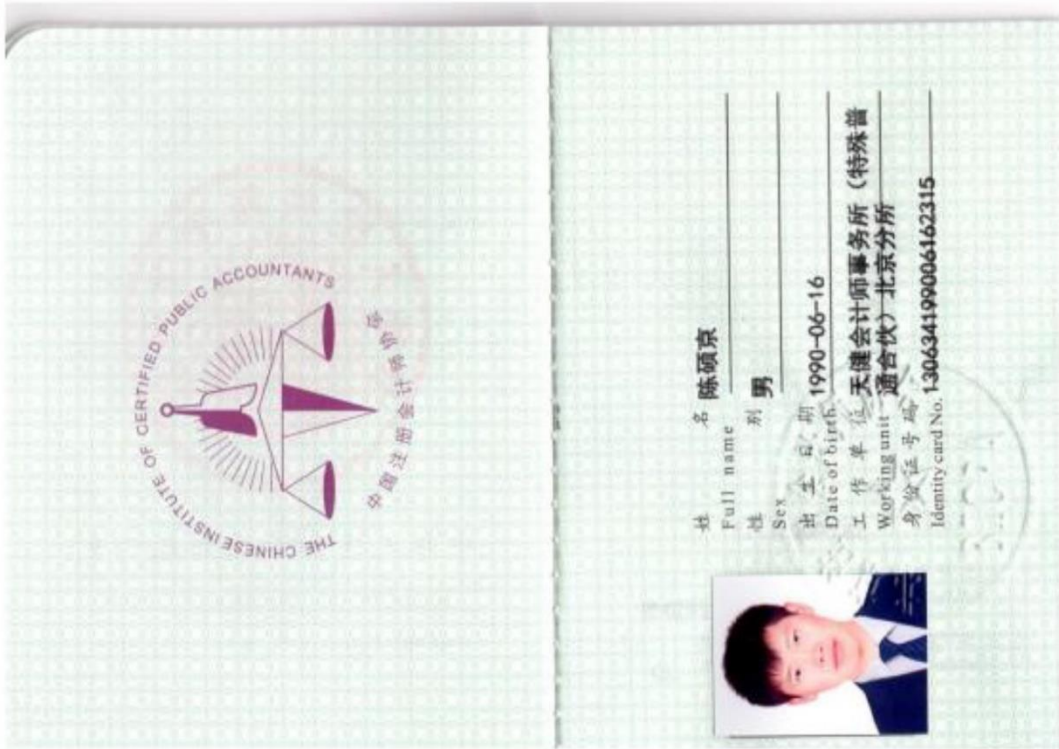 THE CHINESE INSTITUTE OF CERTIFIED PUBLIC ACCOUNTANTS
中国注册会计师协会
姓 名 陈硕京
Full name
性 别 男
Sex
出生日期 1990-06-16
Date of birth
工作单位 天健会计师事务所（特殊普
Working unit 通合伙）北京分所
身份证号码 130634199006162315
Identity card No.